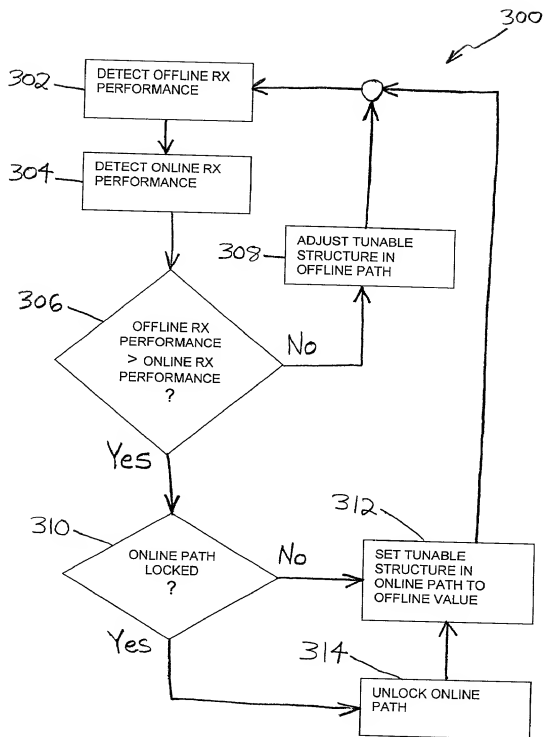 300
302
DETECT OFFLINE RX
PERFORMANCE
304
DETECT ONLINE RX
PERFORMANCE
308
ADJUST TUNABLE
STRUCTURE IN
OFFLINE PATH
306
OFFLINE RX
PERFORMANCE
> ONLINE RX
PERFORMANCE
?
No
Yes
310
ONLINE PATH
LOCKED
?
No
Yes
312
SET TUNABLE
STRUCTURE IN
ONLINE PATH TO
OFFLINE VALUE
314
UNLOCK ONLINE
PATH